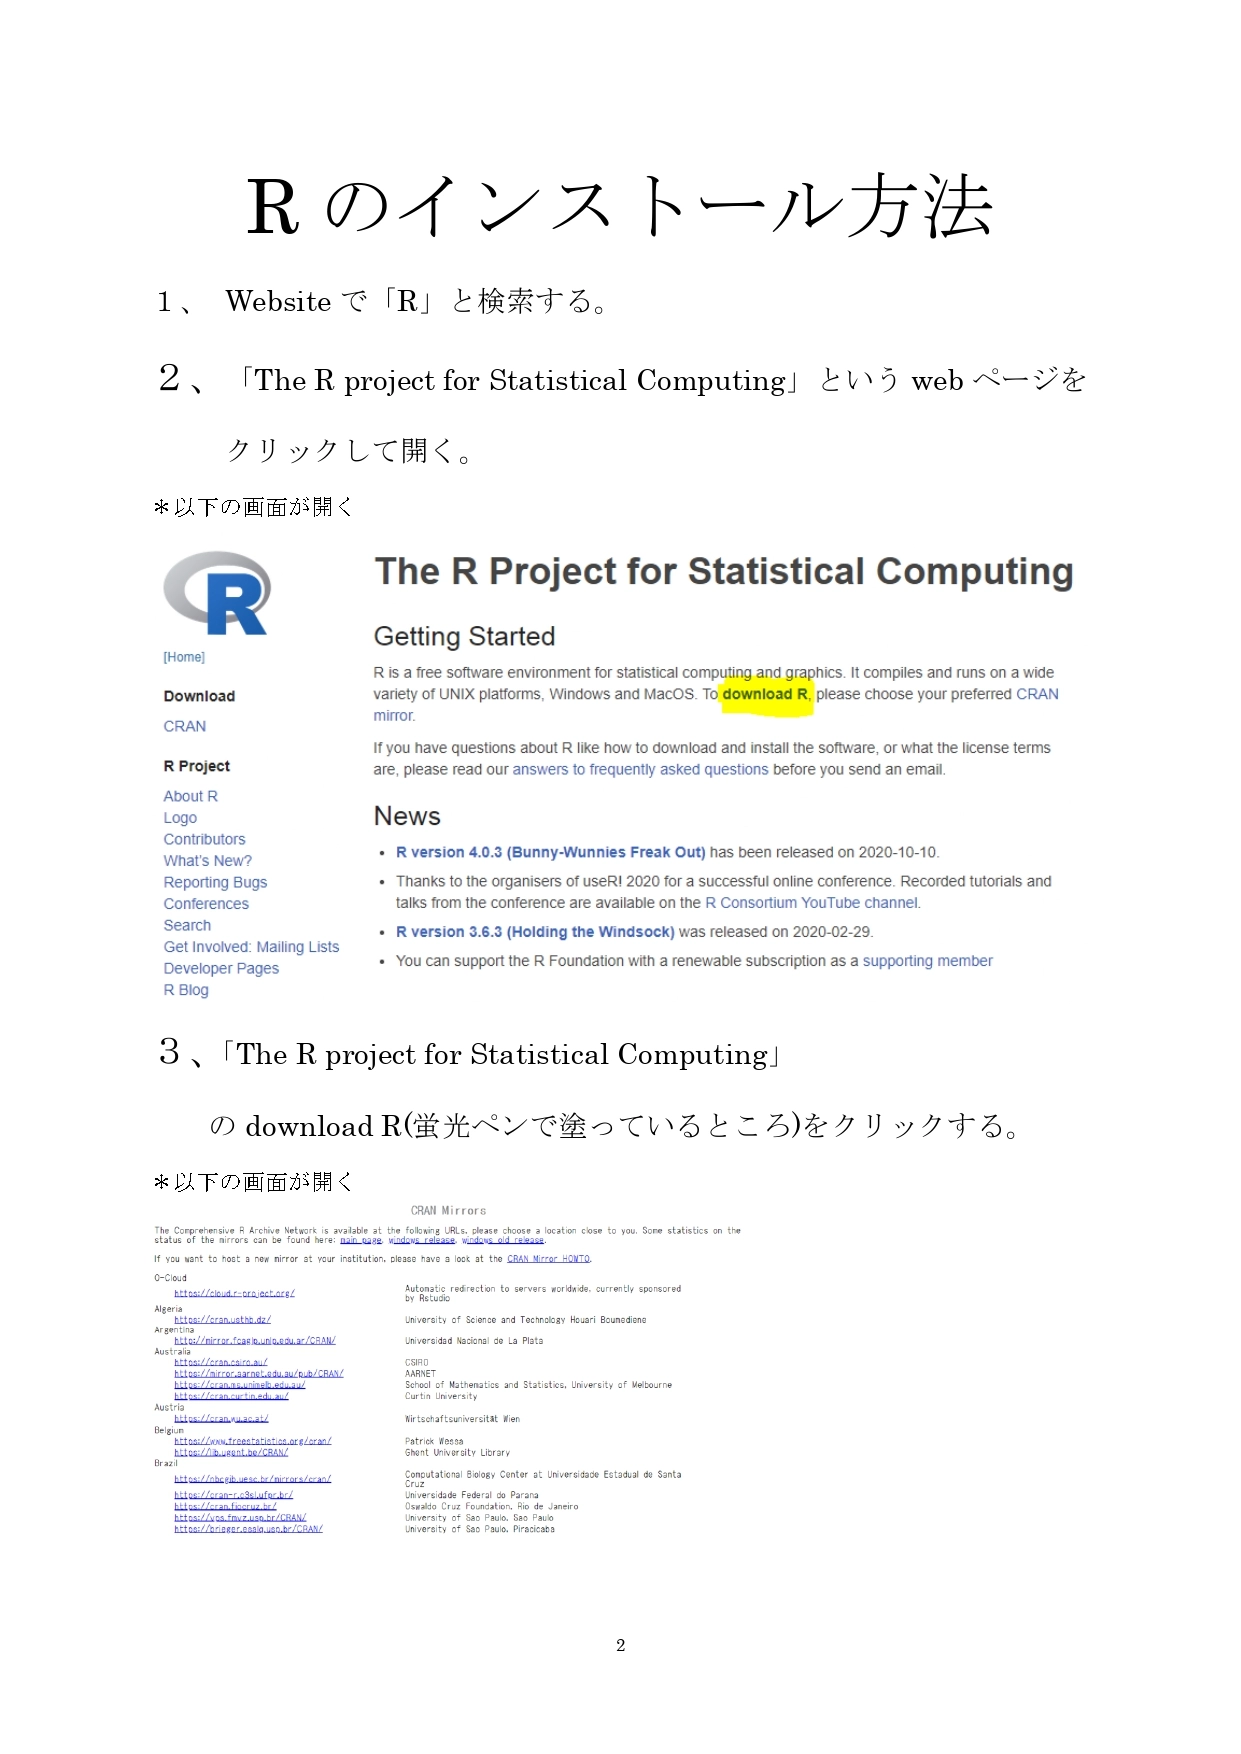 R のインストール方法
１、 Website で「R」と検索する。
２、「The R project for Statistical Computing」という web ページを
クリックして開く。
＊以下の画面が開く
R
[Home]
Download
CRAN
R Project
About R
Logo
Contributors
What's New?
Reporting Bugs
Conferences
Search
Get Involved: Mailing Lists
Developer Pages
R Blog
The R Project for Statistical Computing
Getting Started
R is a free software environment for statistical computing and graphics. It compiles and runs on a wide
variety of UNIX platforms, Windows and MacOS. To download R, please choose your preferred CRAN
mirror.
If you have questions about R like how to download and install the software, or what the license terms
are, please read our answers to frequently asked questions before you send an email.
News
• R version 4.0.3 (Bunny-Wunnies Freak Out) has been released on 2020-10-10.
• Thanks to the organisers of useR! 2020 for a successful online conference. Recorded tutorials and
talks from the conference are available on the R Consortium YouTube channel.
• R version 3.6.3 (Holding the Windsock) was released on 2020-02-29.
• You can support the R Foundation with a renewable subscription as a supporting member
３、「The R project for Statistical Computing」
の download R(蛍光ペンで塗っているところ)をクリックする。
＊以下の画面が開く
CRAN Mirrors
The Comprehensive R Archive Network is available at the following URLs, please choose a location close to you. Some statistics on the
status of the mirrors can be found here: main page, windows release, windows old release.
If you want to host a new mirror at your institution, please have a look at the CRAN Mirror HOWTO.
0-Cloud
https://cloud.r-project.org/ Automatic redirection to servers worldwide, currently sponsored
by Rstudio
Algeria
https://cran.usthb.dz/ University of Science and Technology Houari Boumediene
Argentina
http://mirror.fcaglp.unlp.edu.ar/CRAN/ Universidad Nacional de La Plata
Australia
https://cran.csiro.au/ CSIRO
https://mirror.aarnet.edu.au/pub/CRAN/ AARNET
https://cran.ms.unimelb.edu.au/ School of Mathematics and Statistics, University of Melbourne
https://cran.curtin.edu.au/ Curtin University
Austria
https://cran.wu.ac.at/ Wirtschaftsuniversität Wien
Belgium
https://www.freestatistics.org/cran/ Patrick Wessa
https://lib.ugent.be/CRAN/ Ghent University Library
Brazil
https://nbcgib.uesc.br/mirrors/cran/ Computational Biology Center at Universidade Estadual de Santa
Cruz
https://cran-r.c3sl.ufpr.br/ Universidade Federal do Parana
https://cran.fiocruz.br/ Oswaldo Cruz Foundation, Rio de Janeiro
https://vps.fmvz.usp.br/CRAN/ University of Sao Paulo, Sao Paulo
https://brieger.esalq.usp.br/CRAN/ University of Sao Paulo, Piracicaba
2